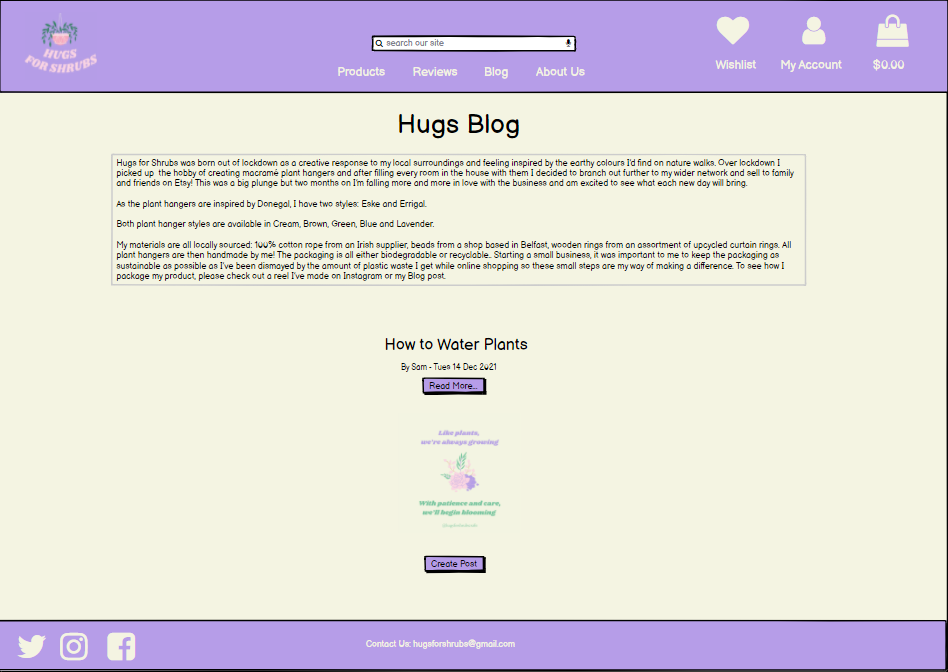 HUGS
FOR SHRUBS
search our site
Products Reviews Blog About Us
Wishlist My Account $0.00
Hugs Blog
Hugs for Shrubs was born out of lockdown as a creative response to my local surroundings and feeling inspired by the earthy colours I'd find on nature walks. Over lockdown I
picked up the hobby of creating macramé plant hangers and after filling every room in the house with them I decided to branch out further to my wider network and sell to family
and friends on Etsy! This was a big plunge but two months on I'm falling more and more in love with the business and am excited to see what each new day will bring.
As the plant hangers are inspired by Donegal, I have two styles: Eske and Errigal.
Both plant hanger styles are available in Cream, Brown, Green, Blue and Lavender.
My materials are all locally sourced: 100% cotton rope from an Irish supplier, beads from a shop based in Belfast, wooden rings from an assortment of upcycled curtain rings. All
plant hangers are then handmade by me! The packaging is all either biodegradable or recyclable.. Starting a small business, it was important to me to keep the packaging as
sustainable as possible as I've been dismayed by the amount of plastic waste I get while online shopping so these small steps are my way of making a difference. To see how I
package my product, please check out a reel I've made on Instagram or my Blog post.
How to Water Plants
By Sam - Tues 14 Dec 2021
Read More...
Like plants,
we're always growing
With patience and care,
we'll begin blooming
Create Post
Contact Us: hugsforshrubs@gmail.com